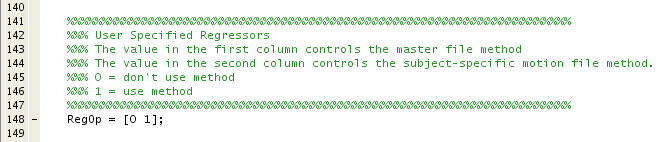 140
141 %%%%%%%%%%%%%%%%%%%%%%%%%%%%%%%%%%%%%%%%%%%%%%%%%%%%%%%%%%%%%%%%%%%%%%%%
142 %%% User Specified Regressors
143 %%% The value in the first column controls the master file method
144 %%% The value in the second column controls the subject-specific motion file method.
145 %%% 0 = don't use method
146 %%% 1 = use method
147 %%%%%%%%%%%%%%%%%%%%%%%%%%%%%%%%%%%%%%%%%%%%%%%%%%%%%%%%%%%%%%%%%%%%%%%%
148 – RegOp = [0 1];
149